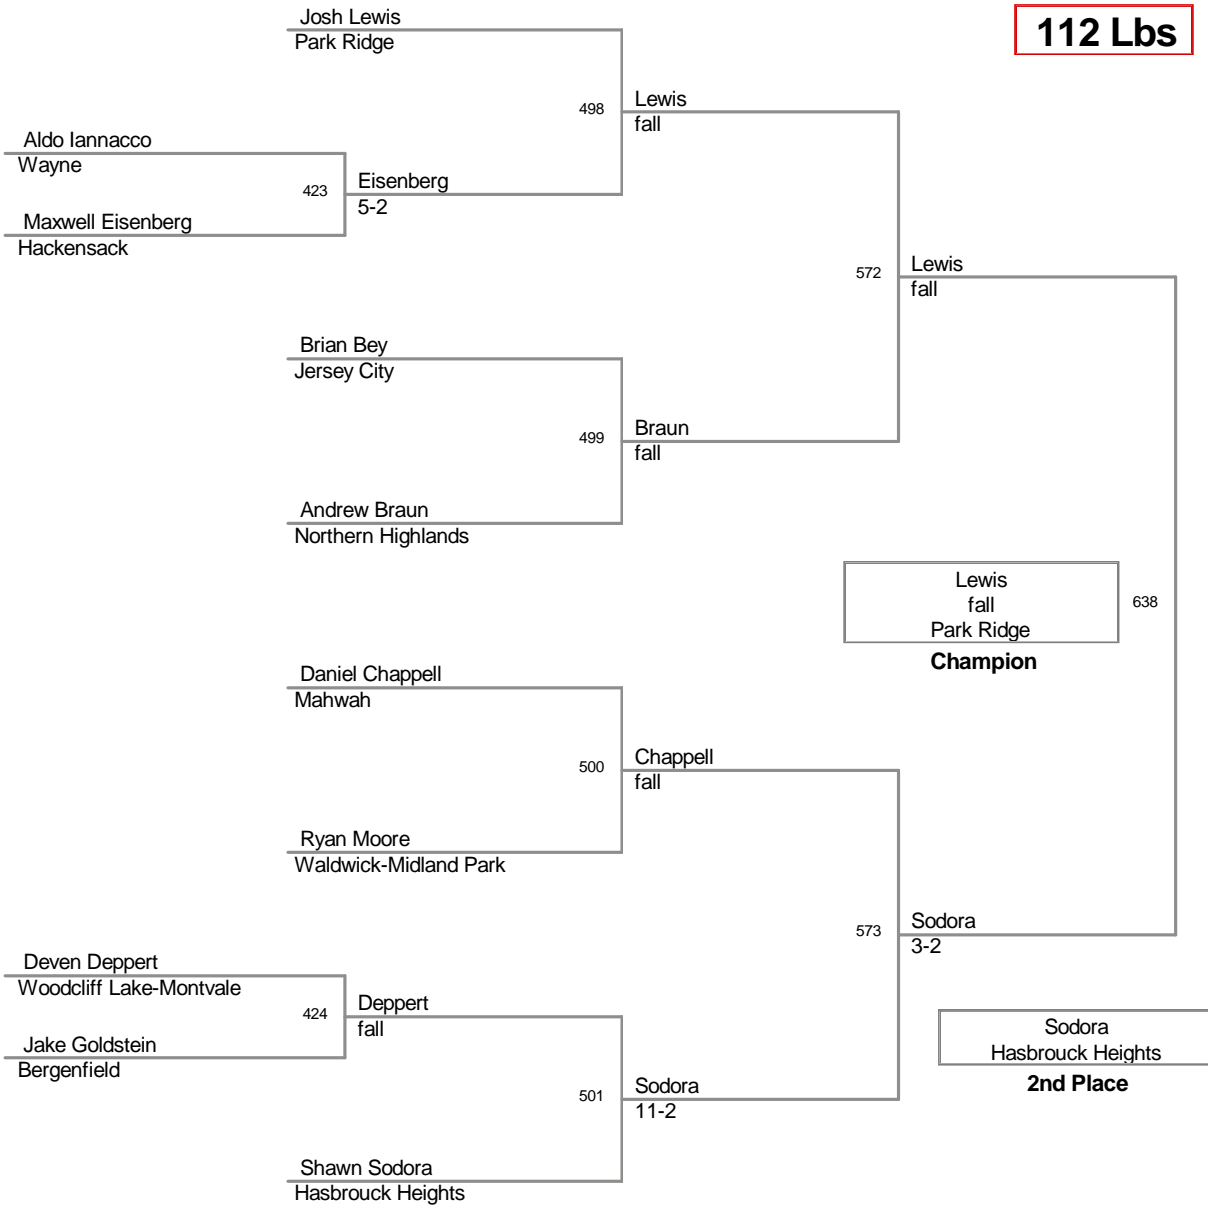 112 Lbs
Josh Lewis
Park Ridge
498
Lewis
fall
Aldo Iannacco
Wayne
423
Eisenberg
5-2
Maxwell Eisenberg
Hackensack
572
Lewis
fall
Brian Bey
Jersey City
499
Braun
fall
Andrew Braun
Northern Highlands
Lewis
fall
Park Ridge
638
Champion
Daniel Chappell
Mahwah
500
Chappell
fall
Ryan Moore
Waldwick-Midland Park
573
Sodora
3-2
Deven Deppert
Woodcliff Lake-Montvale
424
Deppert
fall
Jake Goldstein
Bergenfield
Sodora
Hasbrouck Heights
2nd Place
501
Sodora
11-2
Shawn Sodora
Hasbrouck Heights